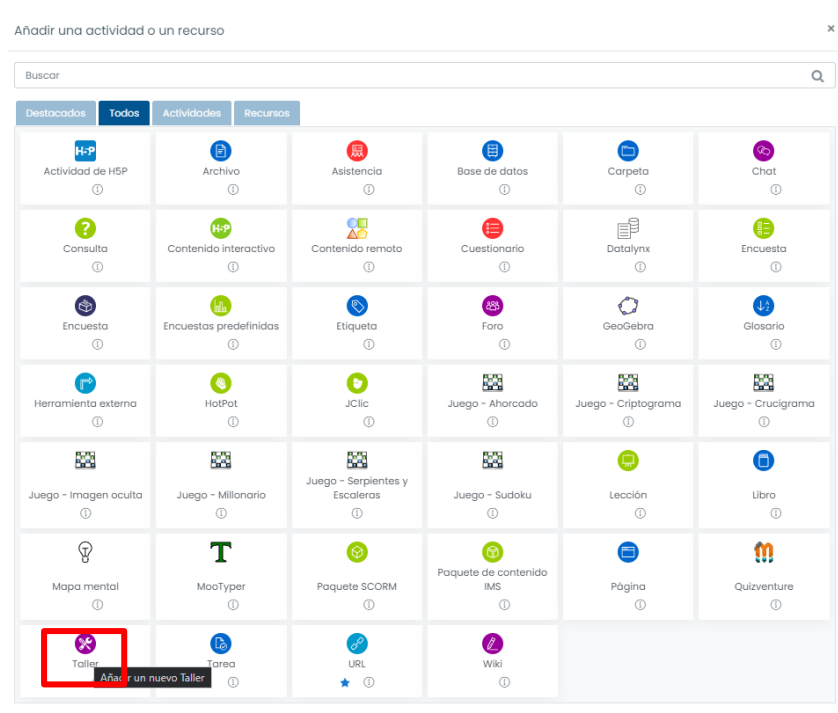 Añadir una actividad o un recurso ×
Buscar
Destacados Todos Actividades Recursos
H-P
Actividad de H5P Archivo Asistencia Base de datos Carpeta Chat
? H-P
Consulta Contenido interactivo Contenido remoto Cuestionario Datalynx Encuesta
Encuesta Encuestas predefinidas Etiqueta Foro GeoGebra Glosario
Herramienta externa HotPot JClic Juego - Ahorcado Juego - Criptograma Juego - Crucigrama
Juego - Imagen oculta Juego - Millonario Juego - Serpientes y Escaleras Juego - Sudoku Lección Libro
T
Mapa mental MooTyper Paquete SCORM Paquete de contenido IMS Página Quizventure
Taller Tarea URL Wiki
Añadir un nuevo Taller